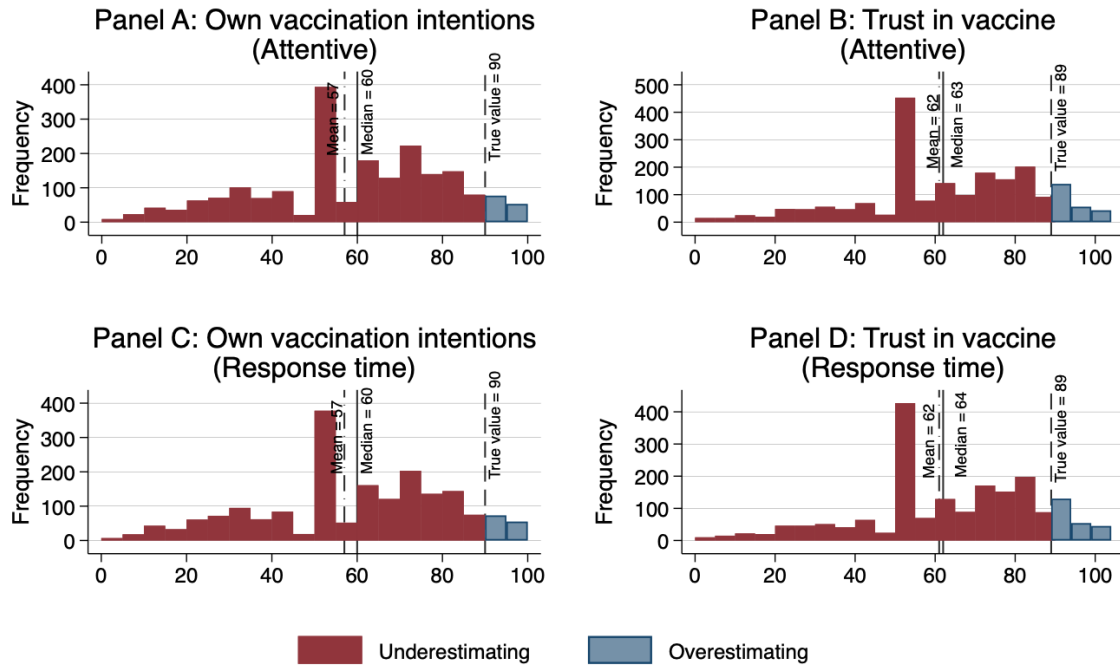 Panel A: Own vaccination intentions
(Attentive)
Frequency
400
300
200
100
0
Mean = 57
Median = 60
True value = 90
0 20 40 60 80 100
Panel B: Trust in vaccine
(Attentive)
Frequency
500
400
300
200
100
0
Mean = 62
Median = 63
True value = 89
0 20 40 60 80 100
Panel C: Own vaccination intentions
(Response time)
Frequency
400
300
200
100
0
Mean = 57
Median = 60
True value = 90
0 20 40 60 80 100
Panel D: Trust in vaccine
(Response time)
Frequency
400
300
200
100
0
Mean = 62
Median = 64
True value = 89
0 20 40 60 80 100
Underestimating
Overestimating